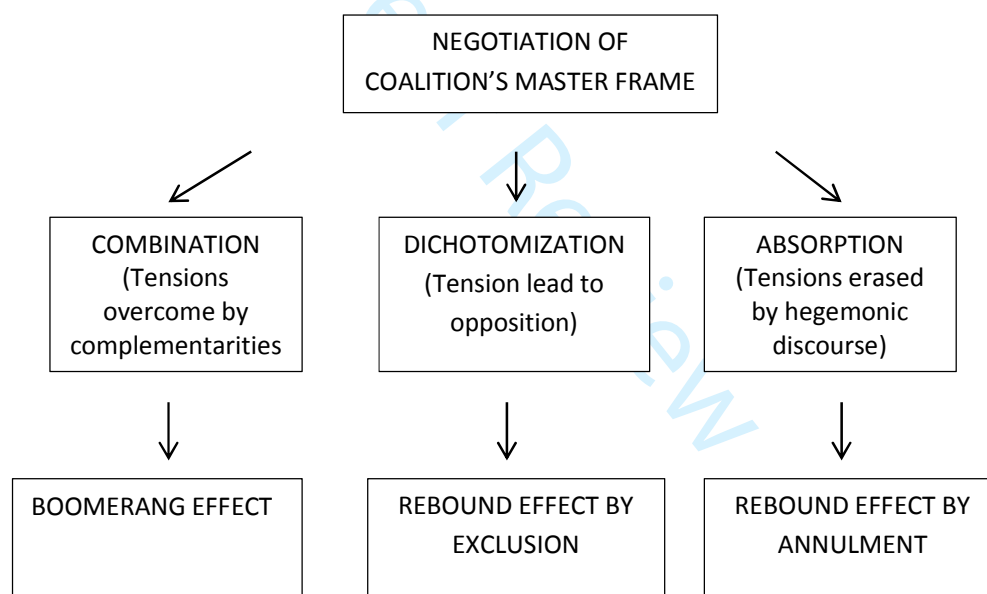 NEGOTIATION OF
COALITION’S MASTER FRAME
COMBINATION
(Tensions
overcome by
complementarities
DICHOTOMIZATION
(Tension lead to
opposition)
ABSORPTION
(Tensions erased
by hegemonic
discourse)
BOOMERANG EFFECT
REBOUND EFFECT BY
EXCLUSION
REBOUND EFFECT BY
ANNULMENT
Review